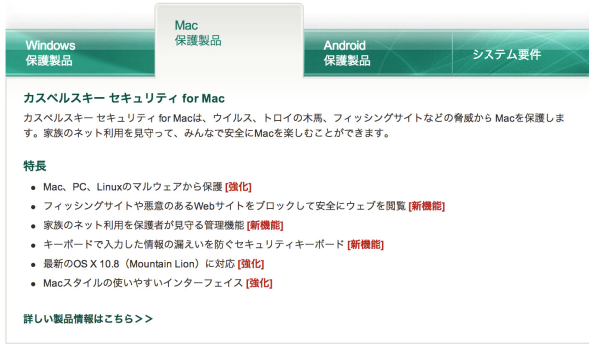 Windows
保護製品
Mac
保護製品
Android
保護製品
システム要件
カスペルスキー セキュリティ for Mac
カスペルスキー セキュリティ for Macは、ウイルス、トロイの木馬、フィッシングサイトなどの脅威から Macを保護しま
す。家族のネット利用を見守って、みんなで安全にMacを楽しむことができます。
特長
• Mac、PC、Linuxのマルウェアから保護 [強化]
• フィッシングサイトや悪意のあるWebサイトをブロックして安全にウェブを閲覧 [新機能]
• 家族のネット利用を保護者が見守る管理機能 [新機能]
• キーボードで入力した情報の漏えいを防ぐセキュリティキーボード [新機能]
• 最新のOS X 10.8（Mountain Lion）に対応 [強化]
• Macスタイルの使いやすいインターフェイス [強化]
詳しい製品情報はこちら＞＞